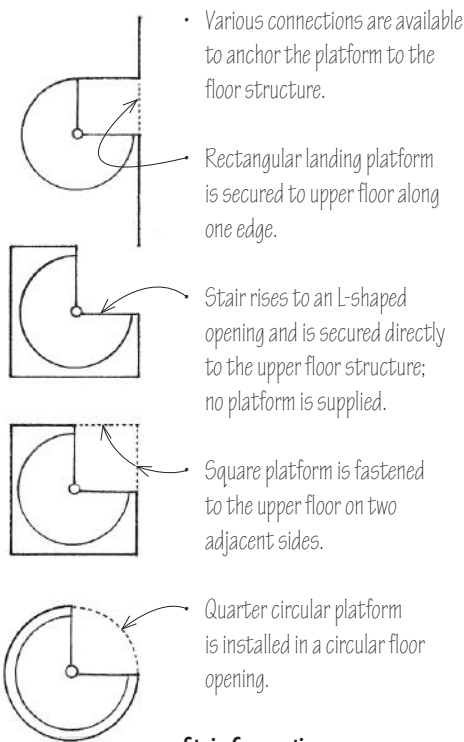 • Various connections are available
to anchor the platform to the
floor structure.
• Rectangular landing platform
is secured to upper floor along
one edge.
• Stair rises to an L-shaped
opening and is secured directly
to the upper floor structure;
no platform is supplied.
• Square platform is fastened
to the upper floor on two
adjacent sides.
• Quarter circular platform
is installed in a circular floor
opening.